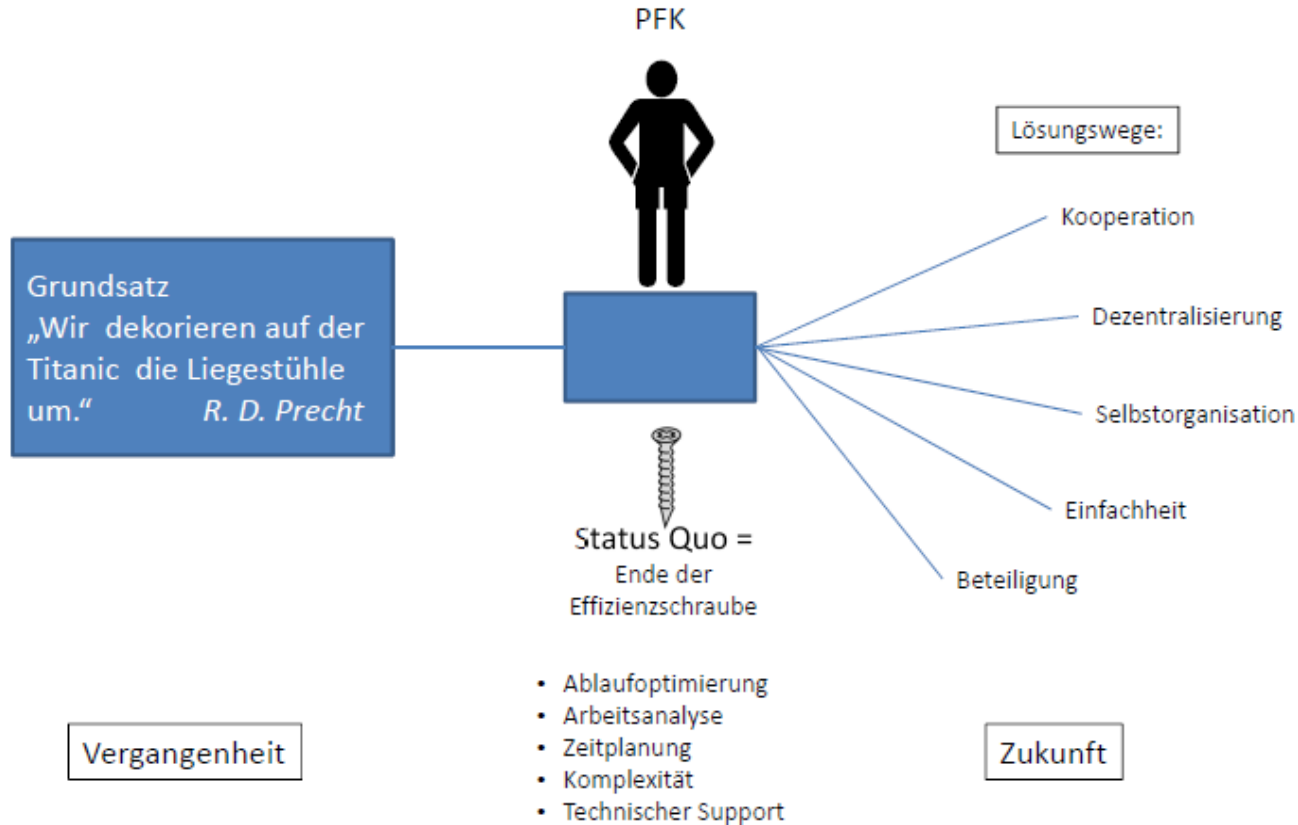 PFK
Lösungswege:
Kooperation
Dezentralisierung
Selbstorganisation
Einfachheit
Beteiligung
Grundsatz
„Wir dekorieren auf der
Titanic die Liegestühle
um.“ R. D. Precht
Status Quo =
Ende der
Effizienzschraube
• Ablaufoptimierung
• Arbeitsanalyse
• Zeitplanung
• Komplexität
• Technischer Support
Vergangenheit
Zukunft